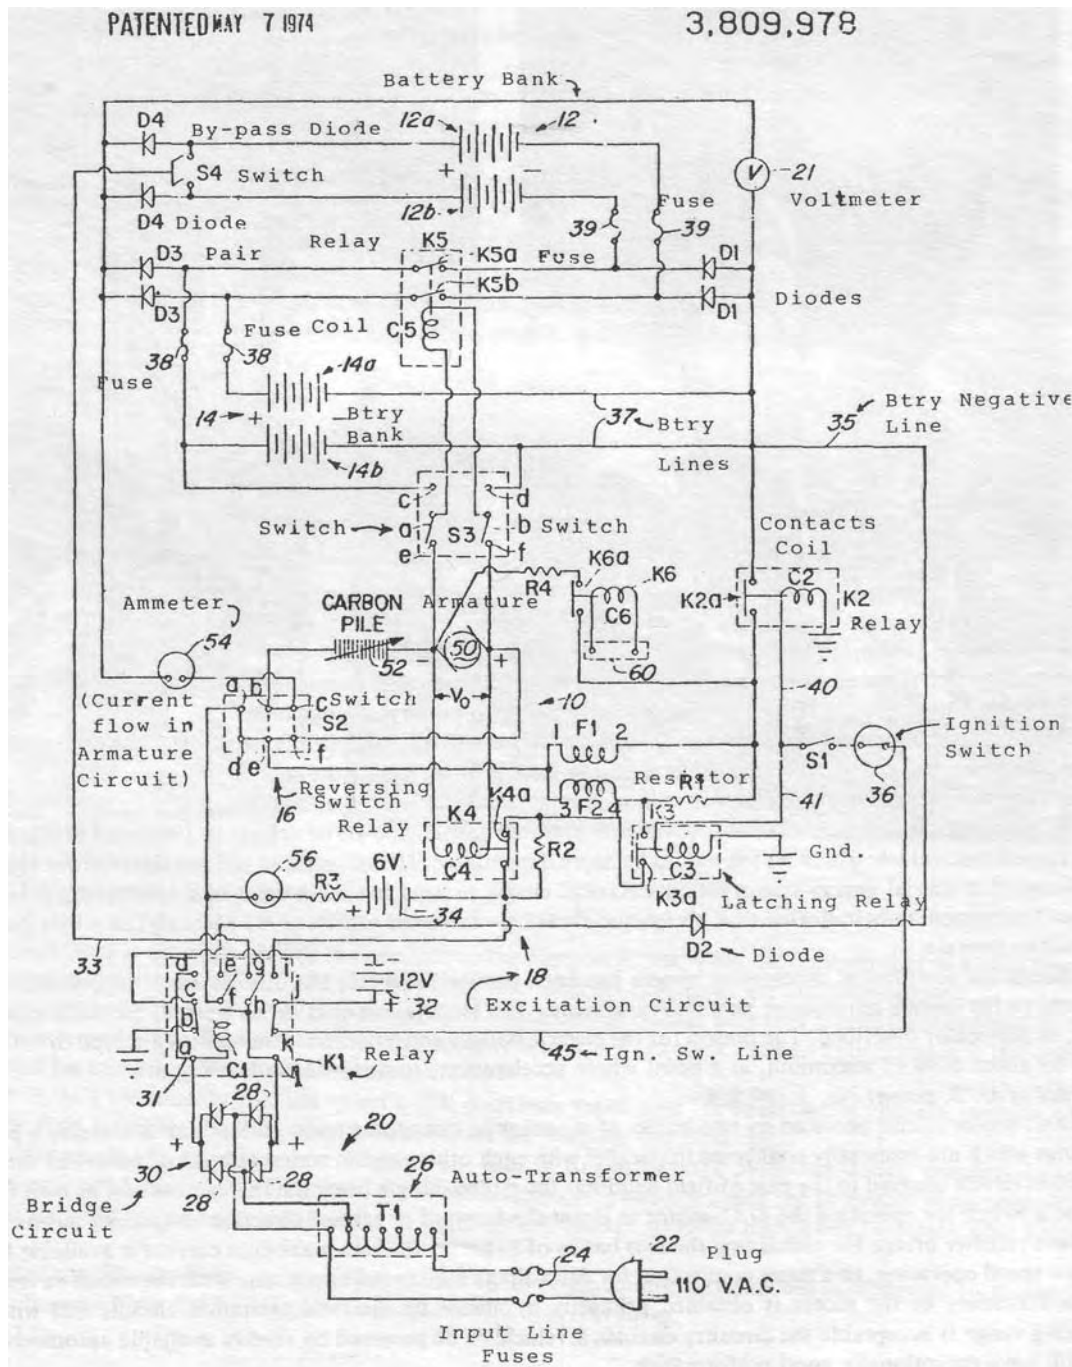 PATENTED MAY 7 1974 3,809,978
Battery Bank
D4 By-pass Diode 12a 12
S4 Switch + − V 21
Fuse Voltmeter
D4 Diode 12b 39 39
Relay K5
D3 Pair K5a Fuse D1
K5b
D3 Diodes
D1
Fuse Coil C5
38 38
Fuse 14a
14 + − Btry 37 Btry 35 Btry Negative
Bank Line
14b Lines
c d
Switch a S3 b Switch Contacts
e f Coil
K6a K6 C2
R4 K2a K2
Ammeter CARBON Armature C6 Relay
54 PILE
52 − 50 + 60
a b Switch V₀ 10 40
(Current c
flow in S2 1 F1 2 Ignition
Armature d e f S1 Switch
Circuit) Resistor 36
Reversing K4a 3 F2 4 R1 41
16 Switch
Relay K4 K3
R2 Gnd.
56 6V C4 C3
R3 K3a Latching Relay
+ − 34
33 18 D2 Diode
d e g i −
c f 12V
h + 32 Excitation Circuit
b
a C1 k 45 Ign. Sw. Line
31 K1 Relay
l
28
+ + 20
30 26
28 28 Auto-Transformer
Bridge
Circuit T1
24 22 Plug
110 V.A.C.
Input Line
Fuses